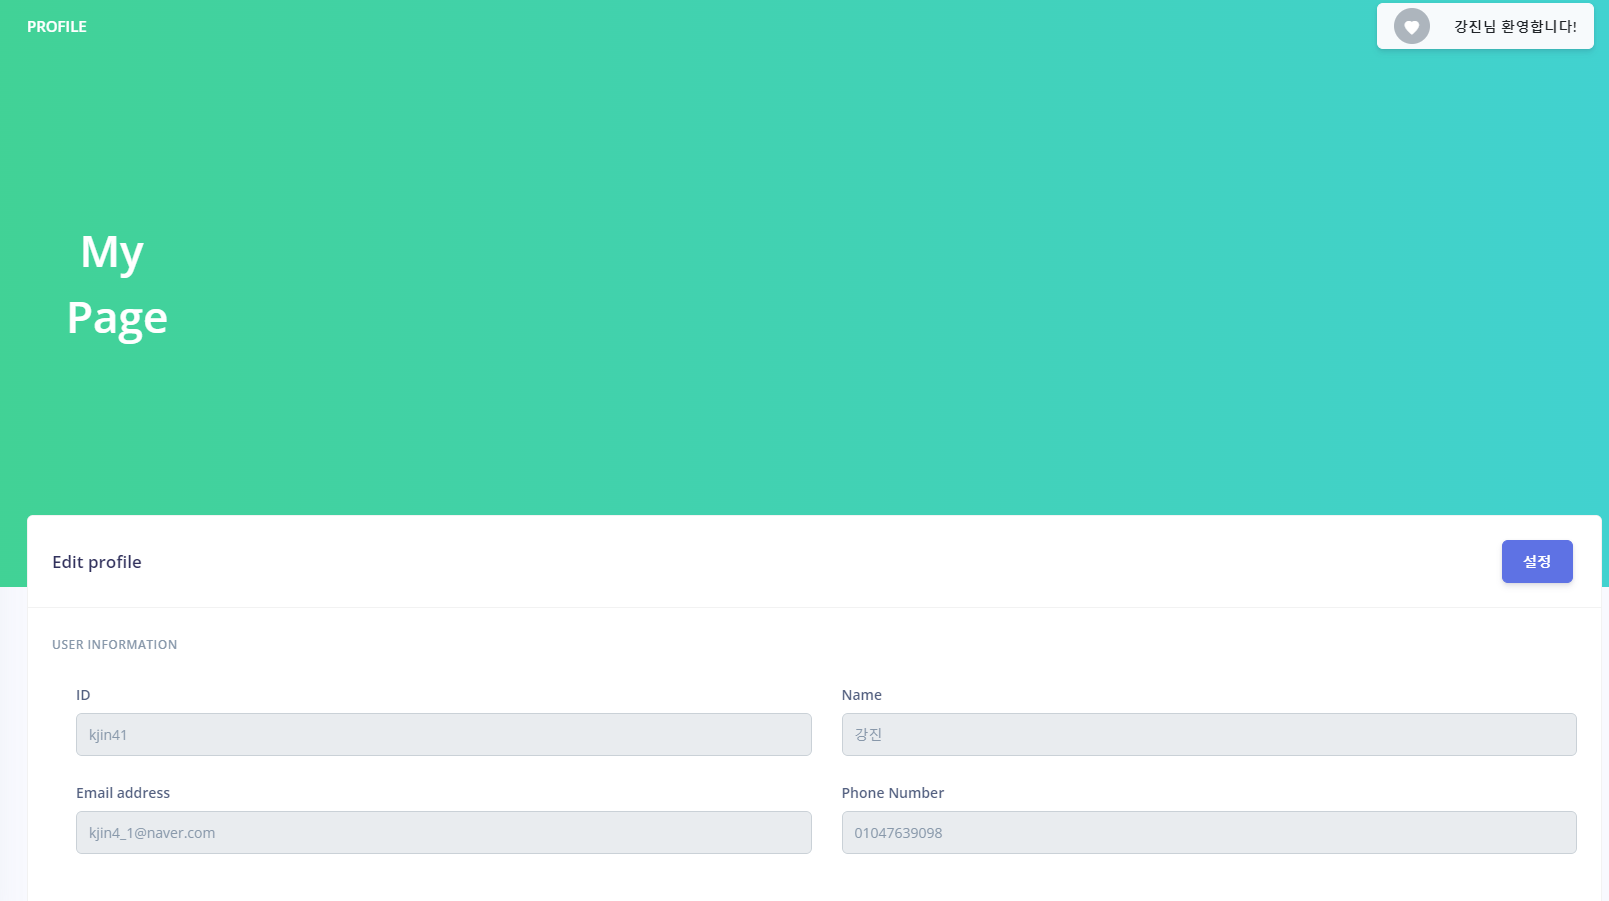 PROFILE
강진님 환영합니다!
My
Page
Edit profile
설정
USER INFORMATION
ID
Name
kjin41
강진
Email address
Phone Number
kjin4_1@naver.com
01047639098